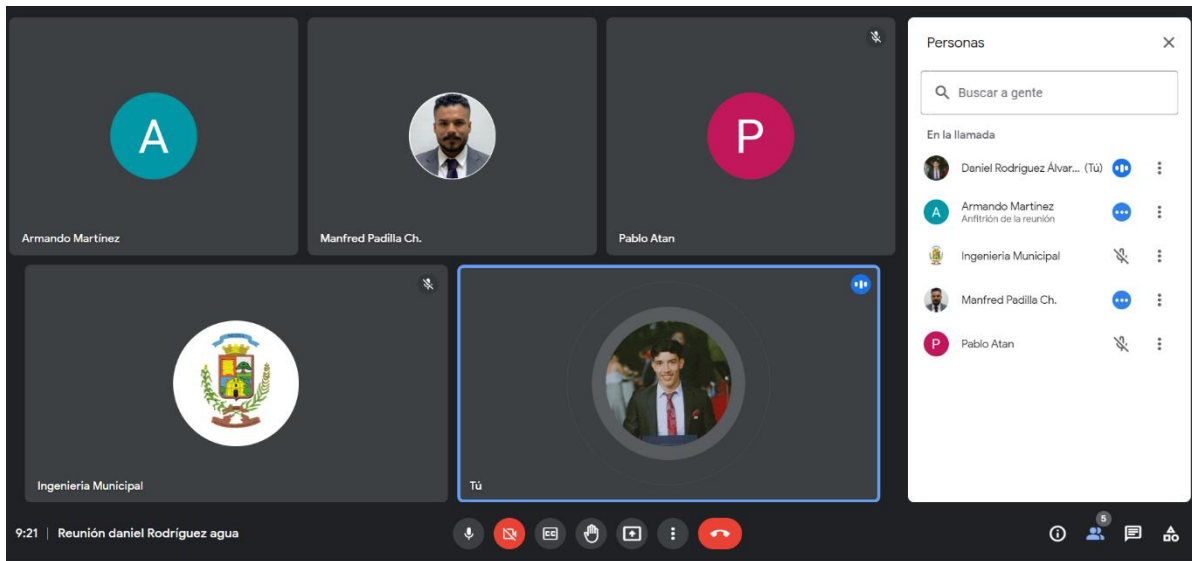 A
P
Armando Martínez
Manfred Padilla Ch.
Pablo Atan
Ingenieria Municipal
Tú
9:21 | Reunión daniel Rodríguez agua
CC
5
Personas
Buscar a gente
En la llamada
Daniel Rodríguez Álvar... (Tú)
A
Armando Martínez
Anfitrión de la reunión
Ingenieria Municipal
Manfred Padilla Ch.
P
Pablo Atan